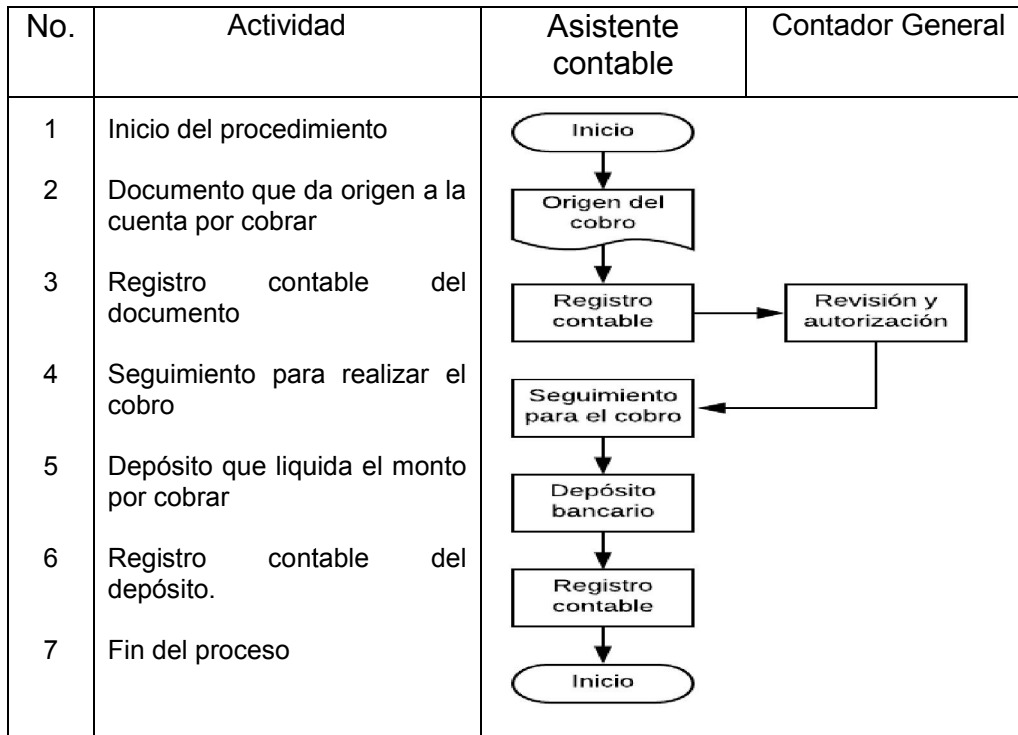 No.
Actividad
Asistente
contable
Contador General
1
Inicio del procedimiento
Inicio
2
Documento que da origen a la
cuenta por cobrar
Origen del
cobro
3
Registro contable del
documento
Registro
contable
Revisión y
autorización
4
Seguimiento para realizar el
cobro
Seguimiento
para el cobro
5
Depósito que liquida el monto
por cobrar
Depósito
bancario
6
Registro contable del
depósito.
Registro
contable
7
Fin del proceso
Inicio